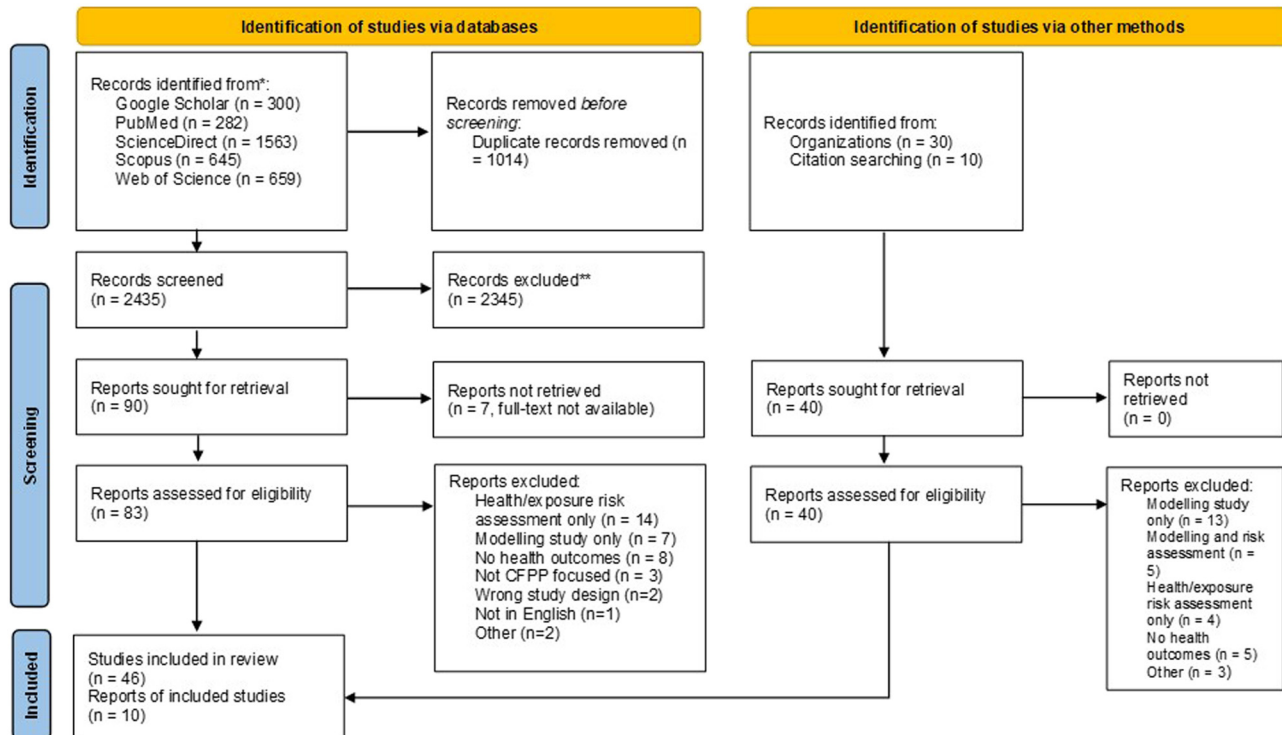 Identification of studies via databases
Identification of studies via other methods
Identification
Records identified from*:
Google Scholar (n = 300)
PubMed (n = 282)
ScienceDirect (n = 1563)
Scopus (n = 645)
Web of Science (n = 659)
Records removed before
screening:
Duplicate records removed (n
= 1014)
Records identified from:
Organizations (n = 30)
Citation searching (n = 10)
Screening
Records screened
(n = 2435)
Records excluded**
(n = 2345)
Reports sought for retrieval
(n = 90)
Reports not retrieved
(n = 7, full-text not available)
Reports sought for retrieval
(n = 40)
Reports not
retrieved
(n = 0)
Reports assessed for eligibility
(n = 83)
Reports excluded:
Health/exposure risk
assessment only (n = 14)
Modelling study only (n = 7)
No health outcomes (n = 8)
Not CFPP focused (n = 3)
Wrong study design (n=2)
Not in English (n=1)
Other (n=2)
Reports assessed for eligibility
(n = 40)
Reports excluded:
Modelling study
only (n = 13)
Modelling and risk
assessment (n =
5)
Health/exposure
risk assessment
only (n = 4)
No health
outcomes (n = 5)
Other (n = 3)
Included
Studies included in review
(n = 46)
Reports of included studies
(n = 10)